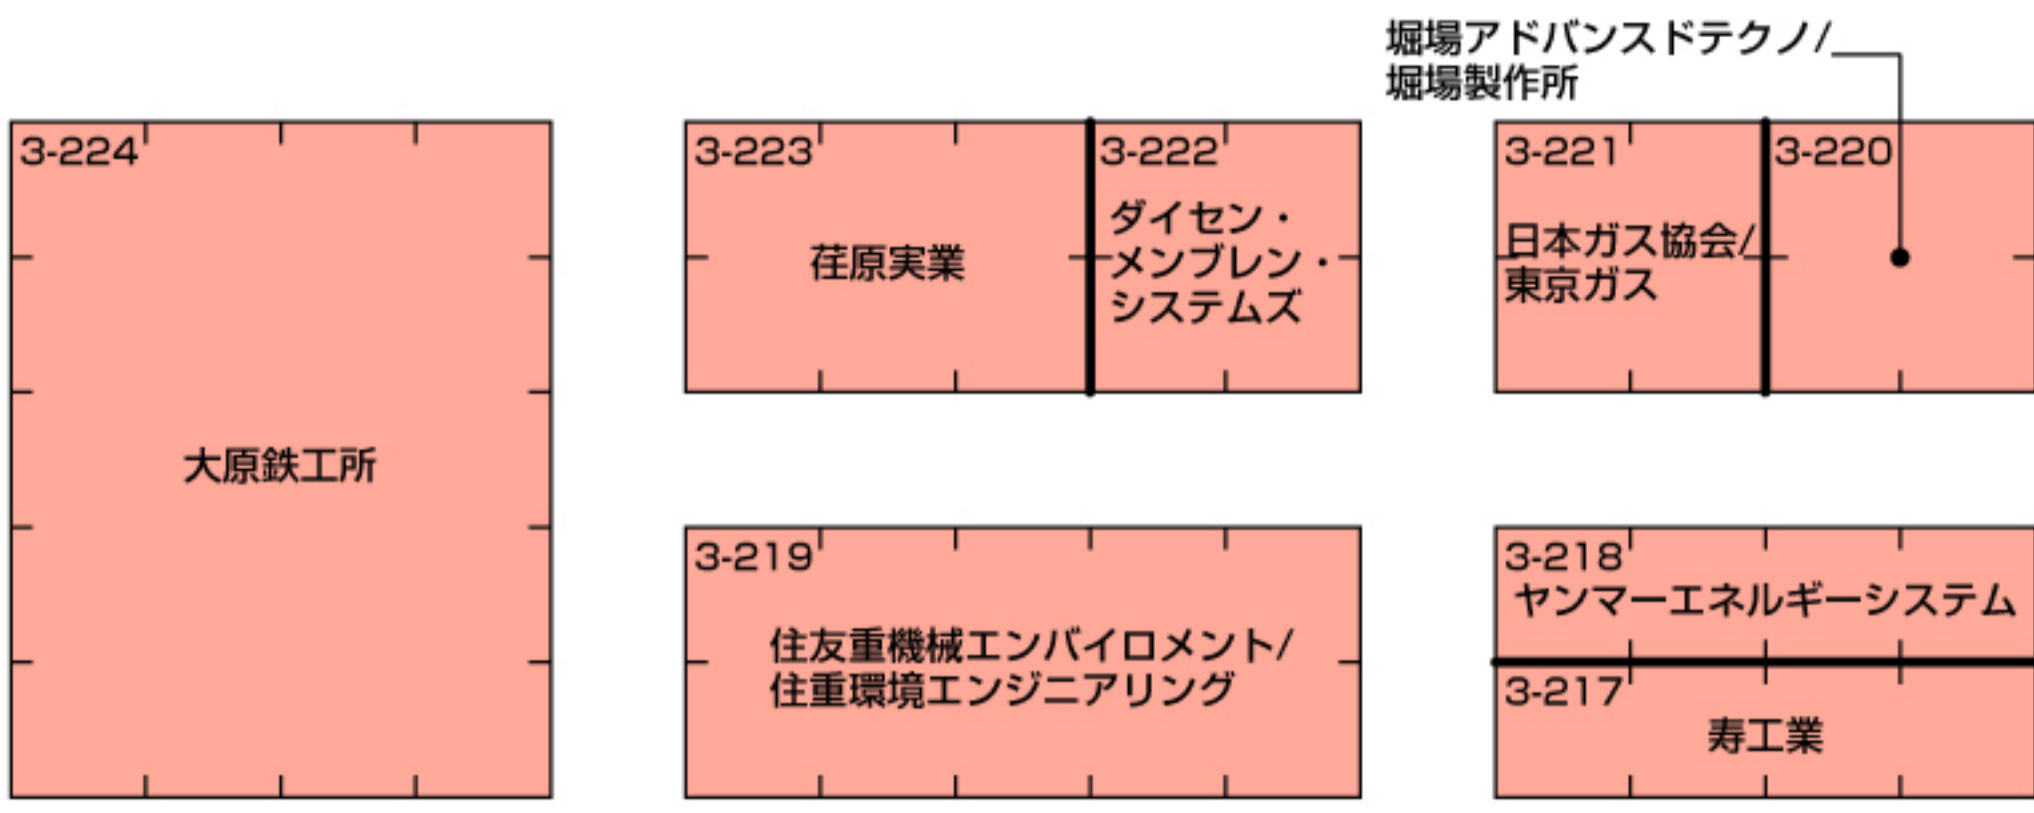 堀場アドバンスドテクノ/
堀場製作所
3-224
大原鉄工所
3-223
荏原実業
3-222
ダイセン・
メンブレン・
システムズ
3-221
日本ガス協会/
東京ガス
3-220
3-219
住友重機械エンバイロメント/
住重環境エンジニアリング
3-218
ヤンマーエネルギーシステム
3-217
寿工業